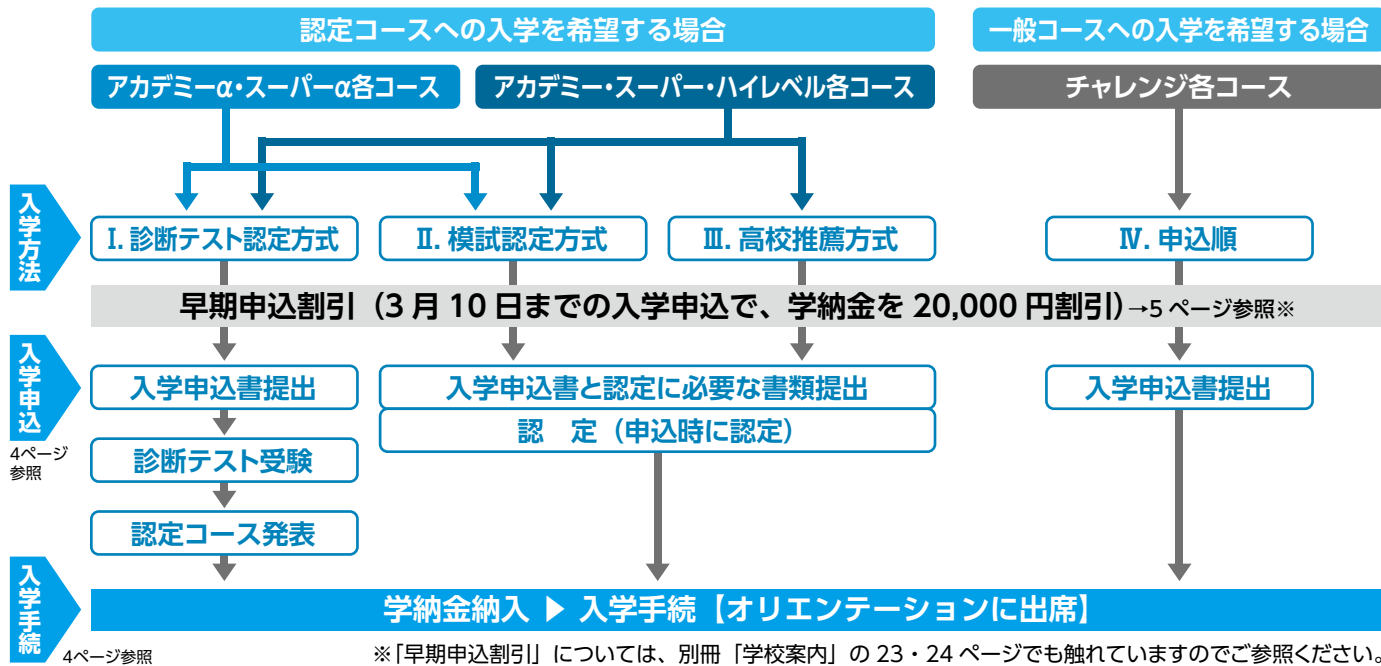 認定コースへの入学を希望する場合
一般コースへの入学を希望する場合
アカデミーα・スーパーα各コース
アカデミー・スーパー・ハイレベル各コース
チャレンジ各コース
入学方法
Ⅰ. 診断テスト認定方式
Ⅱ. 模試認定方式
Ⅲ. 高校推薦方式
Ⅳ. 申込順
早期申込割引（3 月 10 日までの入学申込で、学納金を 20,000 円割引）→5 ページ参照※
入学申込
4ページ
参照
入学申込書提出
入学申込書と認定に必要な書類提出
入学申込書提出
認　定（申込時に認定）
診断テスト受験
認定コース発表
入学手続
4ページ参照
学納金納入 ▶ 入学手続【オリエンテーションに出席】
※「早期申込割引」については、別冊「学校案内」の 23・24 ページでも触れていますのでご参照ください。